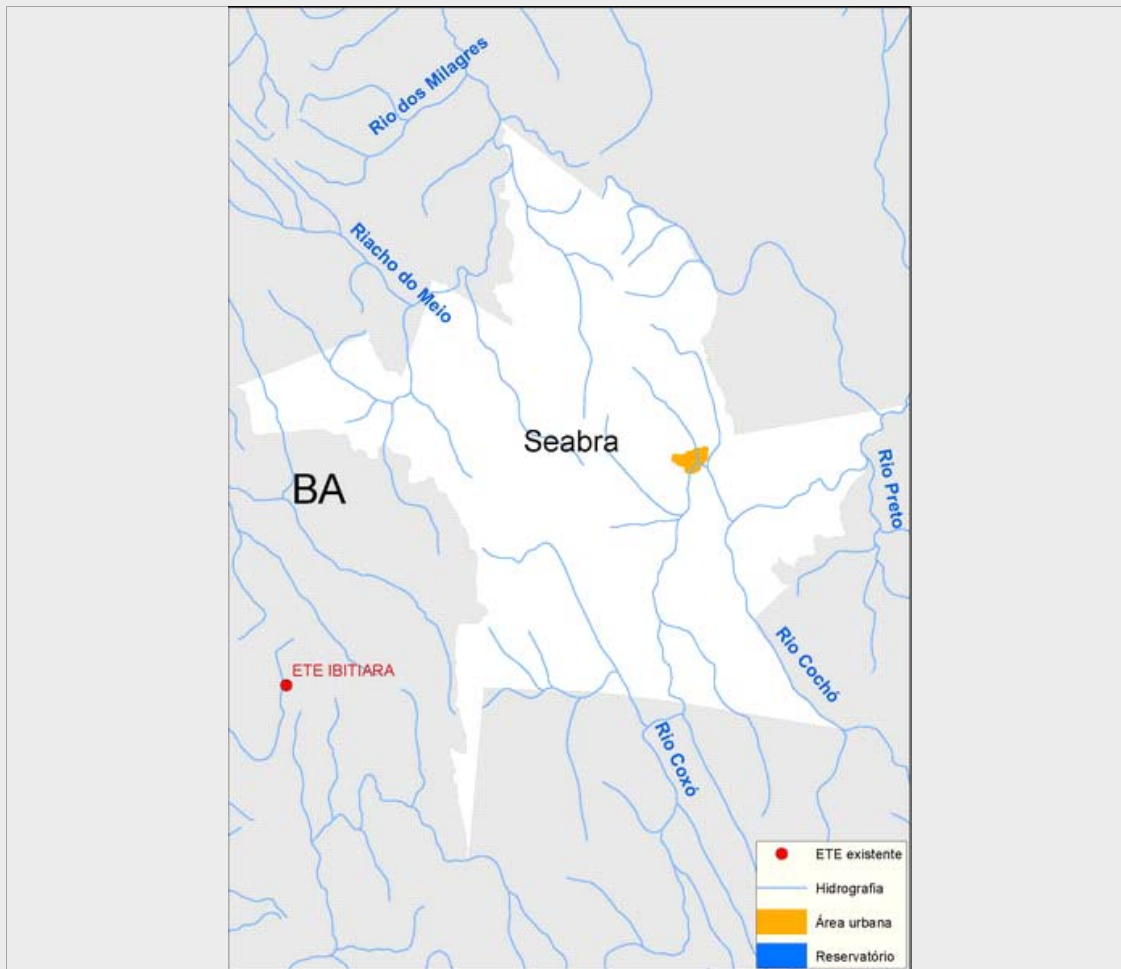 Rio dos Milagres
Riacho do Meio
Seabra
BA
Rio Preto
ETE IBITIARA
Rio Cochó
Rio Coxó
ETE existente
Hidrografia
Área urbana
Reservatório